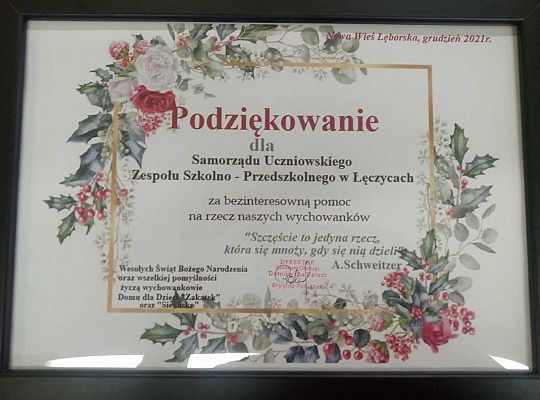 Nowa Wieś Lęborska, grudzień 2021r.
Podziękowanie
dla
Samorządu Uczniowskiego
Zespołu Szkolno - Przedszkolnego w Łęczycach
za bezinteresowną pomoc
na rzecz naszych wychowanków
"Szczęście to jedyna rzecz,
która się mnoży, gdy się nią dzieli"
A.Schweitzer
DYREKTOR
Wesołych Świąt Bożego Narodzenia
oraz wszelkiej pomyślności
życzą wychowankowie
Domu dla Dzieci "Zakątek"
oraz "Siedlisko"